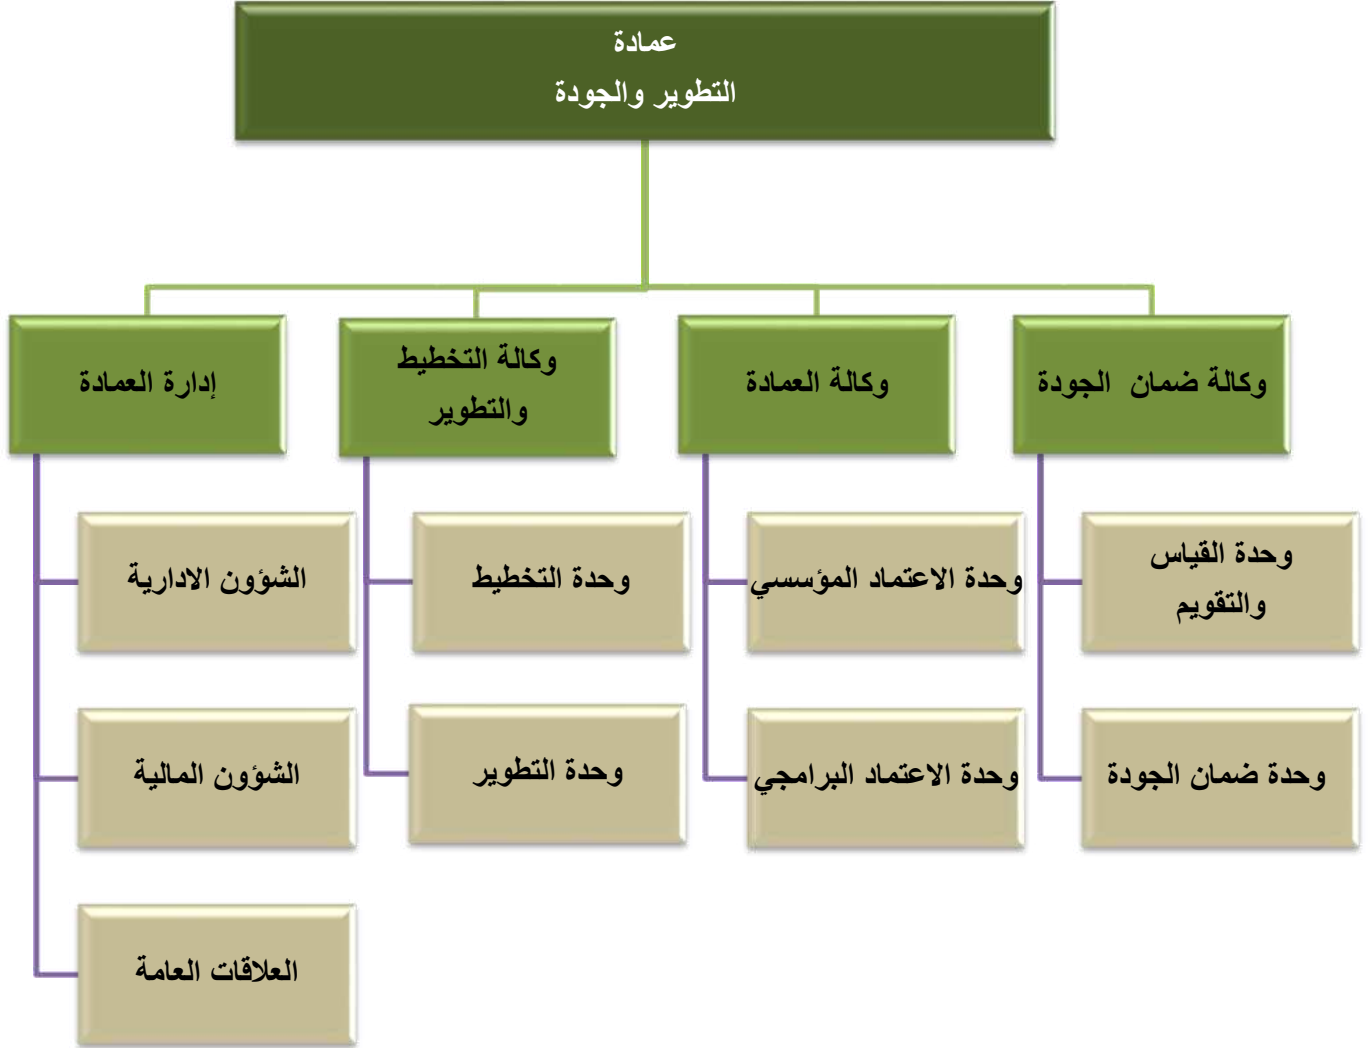 عمادة
التطوير والجودة
وكالة ضمان الجودة
وكالة العمادة
وكالة التخطيط
والتطوير
إدارة العمادة
وحدة القياس
والتقويم
وحدة الاعتماد المؤسسي
وحدة التخطيط
الشؤون الادارية
وحدة ضمان الجودة
وحدة الاعتماد البرامجي
وحدة التطوير
الشؤون المالية
العلاقات العامة